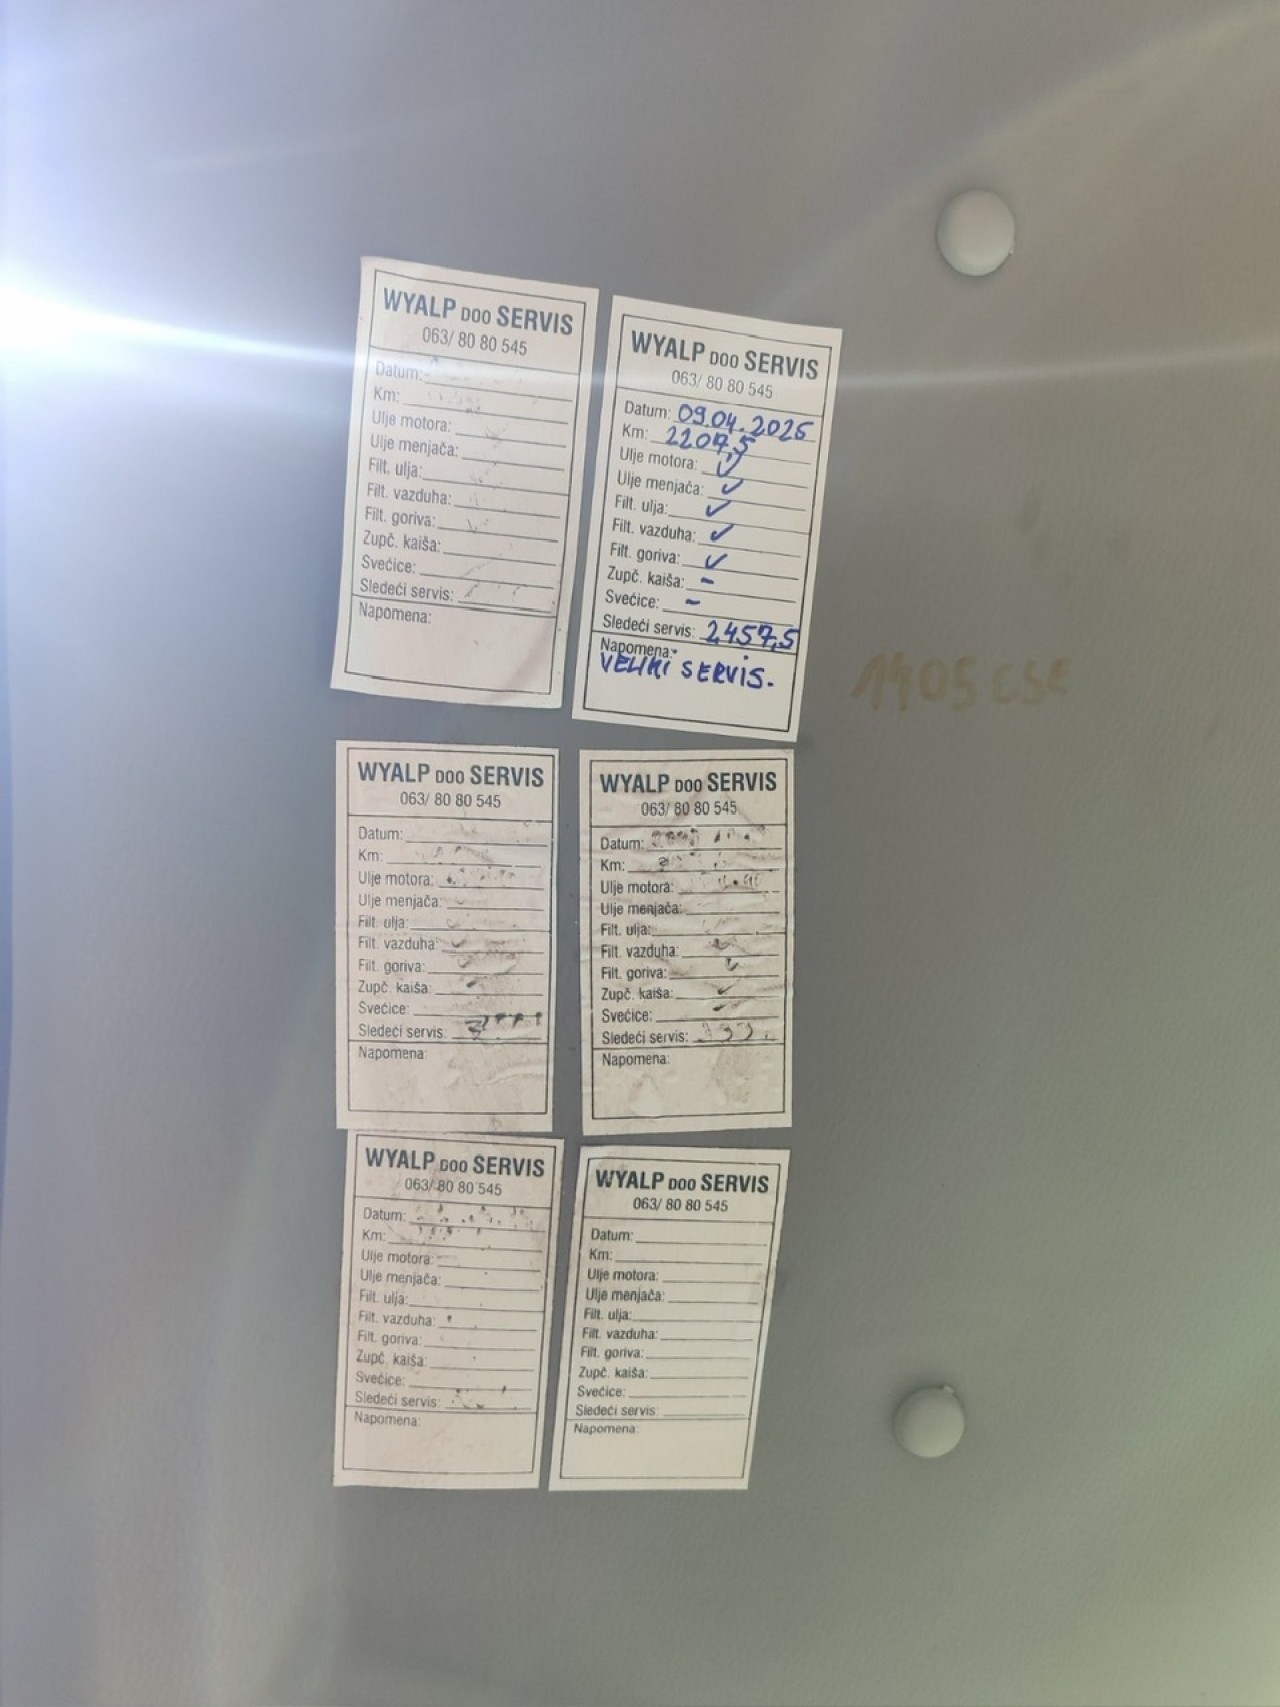 WYALP DOO SERVIS
063/ 80 80 545
Datum:
Km:
Ulje motora:
Ulje menjača:
Filt. ulja:
Filt. vazduha:
Filt. goriva:
Zupč. kaiša:
Svećice:
Sledeći servis:
Napomena:
WYALP DOO SERVIS
063/ 80 80 545
Datum: 09.04.2025
Km: 2207,5
Ulje motora: ✓
Ulje menjača: ✓
Filt. ulja: ✓
Filt. vazduha: ✓
Filt. goriva: ✓
Zupč. kaiša: –
Svećice: –
Sledeći servis: 2457,5
Napomena:
VELIKI SERVIS.
1405 CSE
WYALP DOO SERVIS
063/ 80 80 545
Datum:
Km:
Ulje motora:
Ulje menjača:
Filt. ulja:
Filt. vazduha:
Filt. goriva:
Zupč. kaiša:
Svećice:
Sledeći servis:
Napomena:
WYALP DOO SERVIS
063/ 80 80 545
Datum:
Km:
Ulje motora:
Ulje menjača:
Filt. ulja:
Filt. vazduha:
Filt. goriva:
Zupč. kaiša:
Svećice:
Sledeći servis:
Napomena:
WYALP DOO SERVIS
063/ 80 80 545
Datum:
Km:
Ulje motora:
Ulje menjača:
Filt. ulja:
Filt. vazduha:
Filt. goriva:
Zupč. kaiša:
Svećice:
Sledeći servis:
Napomena:
WYALP DOO SERVIS
063/ 80 80 545
Datum:
Km:
Ulje motora:
Ulje menjača:
Filt. ulja:
Filt. vazduha:
Filt. goriva:
Zupč. kaiša:
Svećice:
Sledeći servis:
Napomena: